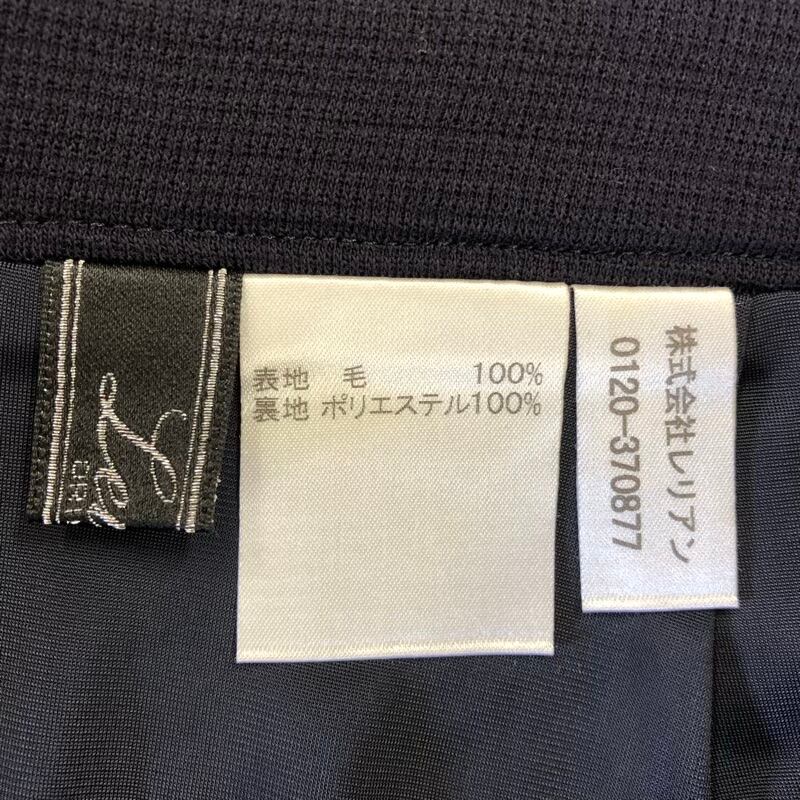 表地 毛 100%
裏地 ポリエステル100%
株式会社レリアン
0120-370877